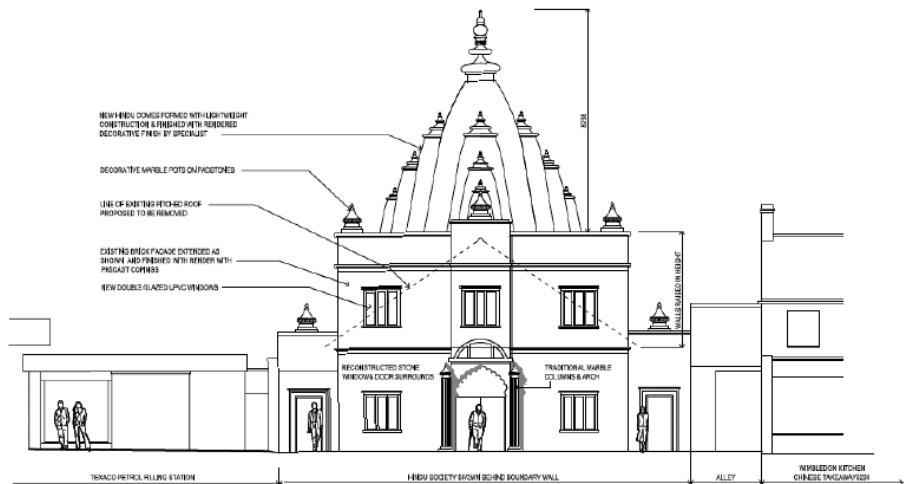 NEW HINDU DOMES FORMED WITH LIGHTWEIGHT
CONSTRUCTION & FINISHED WITH RENDERED
DECORATIVE FINISH BY SPECIALIST
DECORATIVE MARBLE POTS ON PADSTONES
LINE OF EXISTING PITCHED ROOF
PROPOSED TO BE REMOVED
EXISTING BRICK FACADE EXTENDED AS
SHOWN AND FINISHED WITH RENDER WITH
PRECAST COPINGS
NEW DOUBLE GLAZED UPVC WINDOWS
WALLS RAISED IN HEIGHT
RECONSTRUCTED STONE
WINDOW & DOOR SURROUNDS
TRADITIONAL MARBLE
COLUMNS & ARCH
TEXACO PETROL FILLING STATION
HINDU SOCIETY SHOWN BEHIND BOUNDARY WALL
ALLEY
WIMBLEDON KITCHEN
CHINESE TAKEAWAY